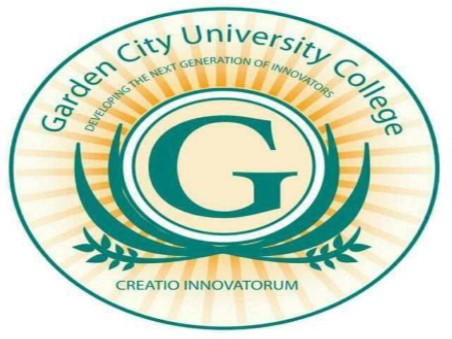 Garden City University College
DEVELOPING THE NEXT GENERATION OF INNOVATORS
G
CREATIO INNOVATORUM